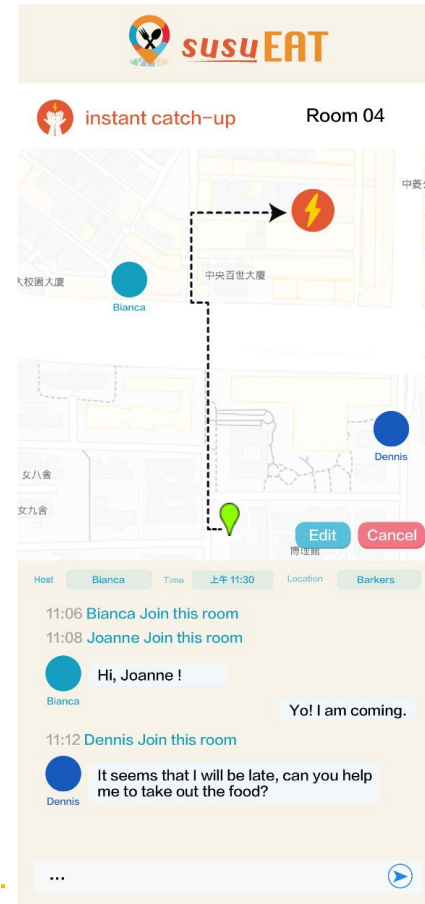 susu EAT
instant catch-up
Room 04
中菱
大校園大廈
中央百世大廈
Bianca
Dennis
女八舍
女九舍
Edit
Cancel
博理館
Host Bianca Time 上午 11:30 Location Barkers
11:06 Bianca Join this room
11:08 Joanne Join this room
Hi, Joanne !
Bianca
Yo! I am coming.
11:12 Dennis Join this room
It seems that I will be late, can you help
me to take out the food?
Dennis
...